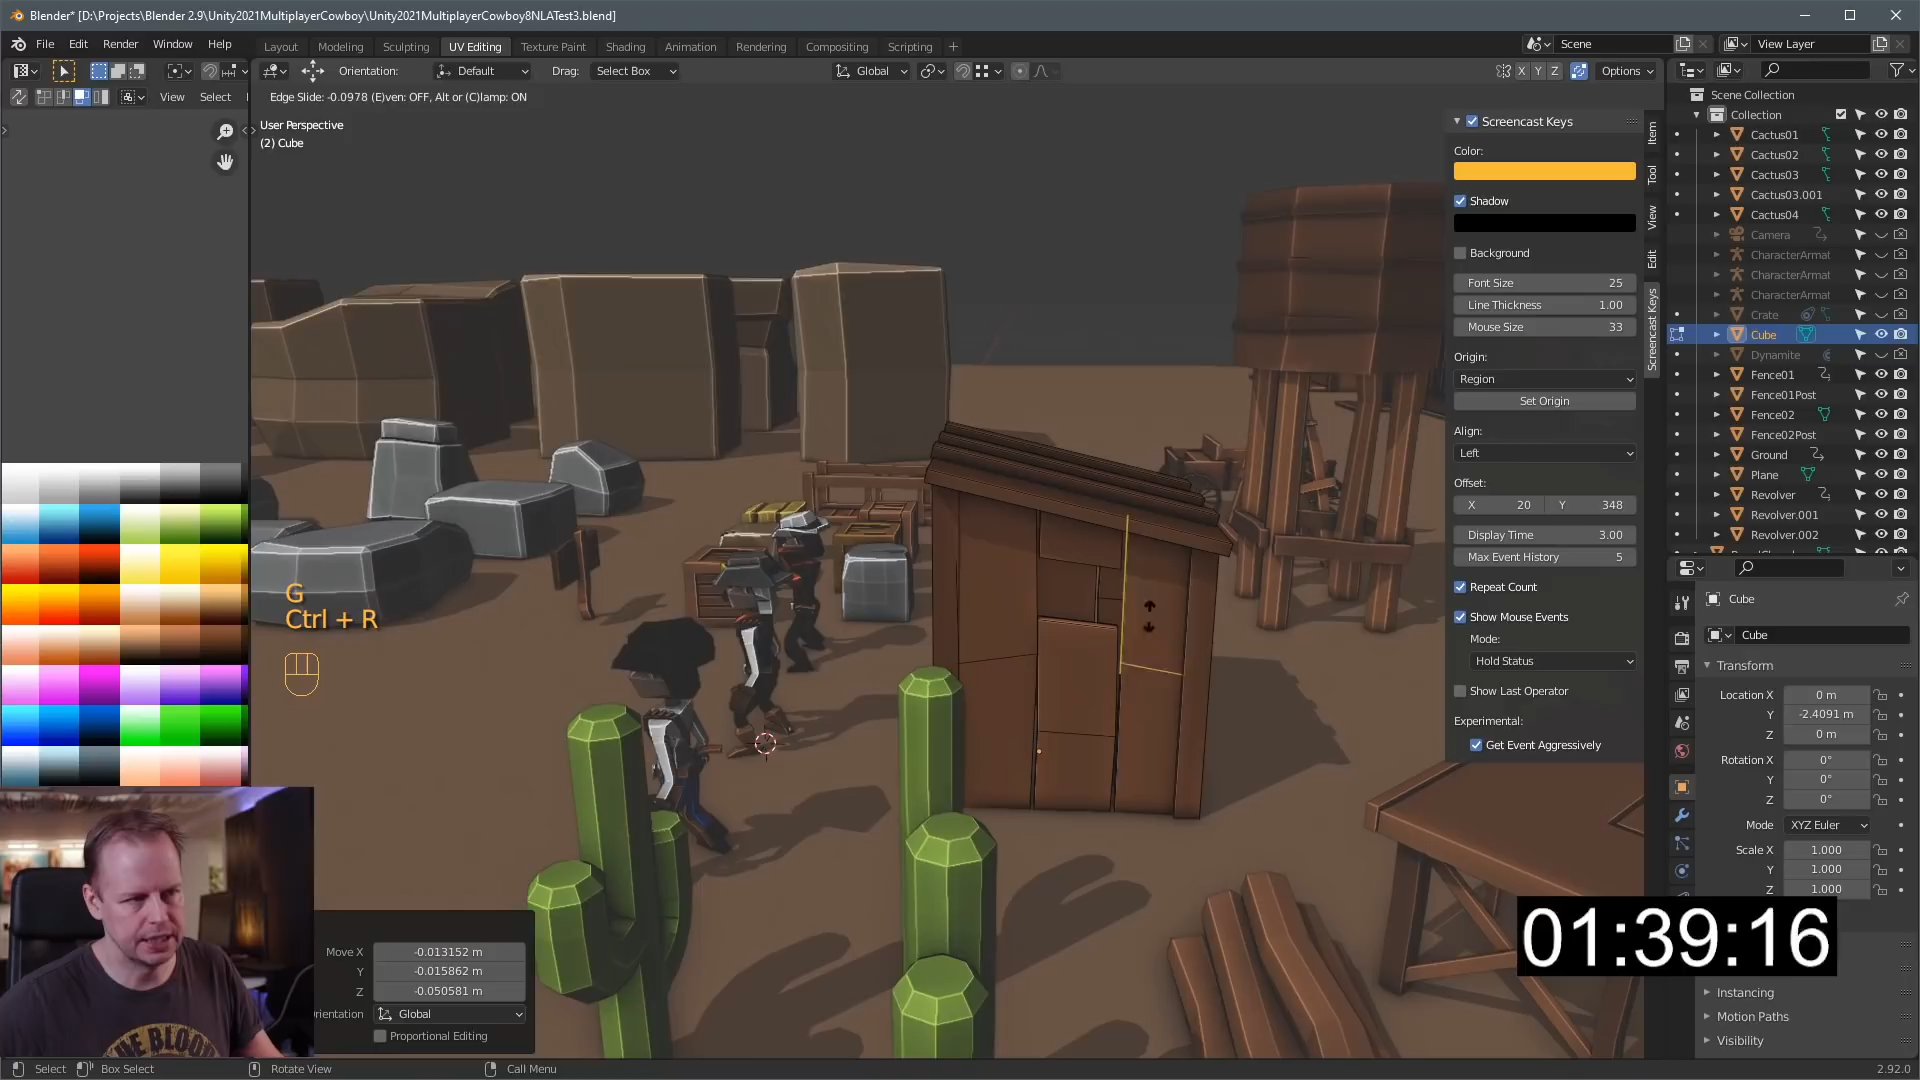 Blender* [D:\Projects\Blender 2.9\Unity2021MultiplayerCowboy\Unity2021MultiplayerCowboy8NLATest3.blend]
File Edit Render Window Help
Layout Modeling Sculpting UV Editing Texture Paint Shading Animation Rendering Compositing Scripting +
Scene
View Layer
Orientation: Default Drag: Select Box
Global
X Y Z
Options
View Select
Edge Slide: -0.0978 (E)ven: OFF, Alt or (C)lamp: ON
User Perspective
(2) Cube
Screencast Keys
Color:
Shadow
Background
Font Size 25
Line Thickness 1.00
Mouse Size 33
Origin:
Region
Set Origin
Align:
Left
Offset:
X 20 Y 348
Display Time 3.00
Max Event History 5
Repeat Count
Show Mouse Events
Mode:
Hold Status
Show Last Operator
Experimental:
Get Event Aggressively
Item
Tool
View
Edit
Screencast Keys
Scene Collection
Collection
Cactus01
Cactus02
Cactus03
Cactus03.001
Cactus04
Camera
CharacterArmat
CharacterArmat
CharacterArmat
Crate
Cube
Dynamite
Fence01
Fence01Post
Fence02
Fence02Post
Ground
Plane
Revolver
Revolver.001
Revolver.002
Cube
Cube
Transform
Location X 0 m
Y -2.4091 m
Z 0 m
Rotation X 0°
Y 0°
Z 0°
Mode XYZ Euler
Scale X 1.000
Y 1.000
Z 1.000
Instancing
Motion Paths
Visibility
G
Ctrl + R
Move X -0.013152 m
Y -0.015862 m
Z -0.050581 m
rientation Global
Proportional Editing
01:39:16
THE BLOOD
Select Box Select Rotate View Call Menu
2.92.0